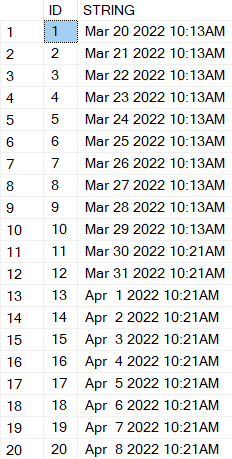 ID STRING
1 1 Mar 20 2022 10:13AM
2 2 Mar 21 2022 10:13AM
3 3 Mar 22 2022 10:13AM
4 4 Mar 23 2022 10:13AM
5 5 Mar 24 2022 10:13AM
6 6 Mar 25 2022 10:13AM
7 7 Mar 26 2022 10:13AM
8 8 Mar 27 2022 10:13AM
9 9 Mar 28 2022 10:13AM
10 10 Mar 29 2022 10:13AM
11 11 Mar 30 2022 10:21AM
12 12 Mar 31 2022 10:21AM
13 13 Apr  1 2022 10:21AM
14 14 Apr  2 2022 10:21AM
15 15 Apr  3 2022 10:21AM
16 16 Apr  4 2022 10:21AM
17 17 Apr  5 2022 10:21AM
18 18 Apr  6 2022 10:21AM
19 19 Apr  7 2022 10:21AM
20 20 Apr  8 2022 10:21AM